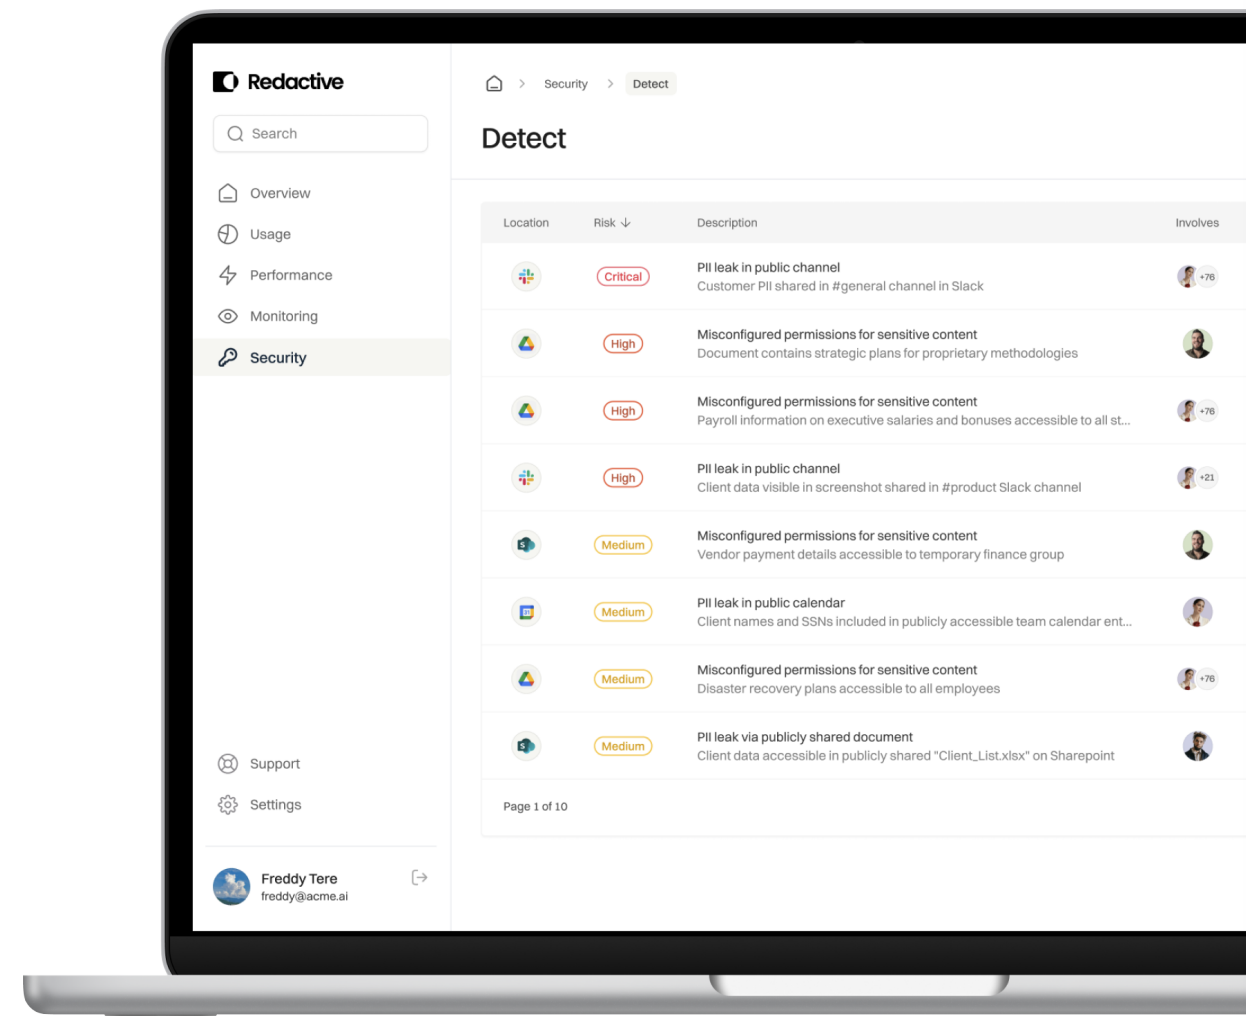 Redactive
Search
Overview
Usage
Performance
Monitoring
Security
Support
Settings
Freddy Tere
freddy@acme.ai
Security > Detect
Detect
Location Risk ↓ Description Involves
Critical PII leak in public channel +76
Customer PII shared in #general channel in Slack
High Misconfigured permissions for sensitive content
Document contains strategic plans for proprietary methodologies
High Misconfigured permissions for sensitive content +76
Payroll information on executive salaries and bonuses accessible to all st...
High PII leak in public channel +21
Client data visible in screenshot shared in #product Slack channel
Medium Misconfigured permissions for sensitive content
Vendor payment details accessible to temporary finance group
Medium PII leak in public calendar
Client names and SSNs included in publicly accessible team calendar ent...
Medium Misconfigured permissions for sensitive content +76
Disaster recovery plans accessible to all employees
Medium PII leak via publicly shared document
Client data accessible in publicly shared "Client_List.xlsx" on Sharepoint
Page 1 of 10